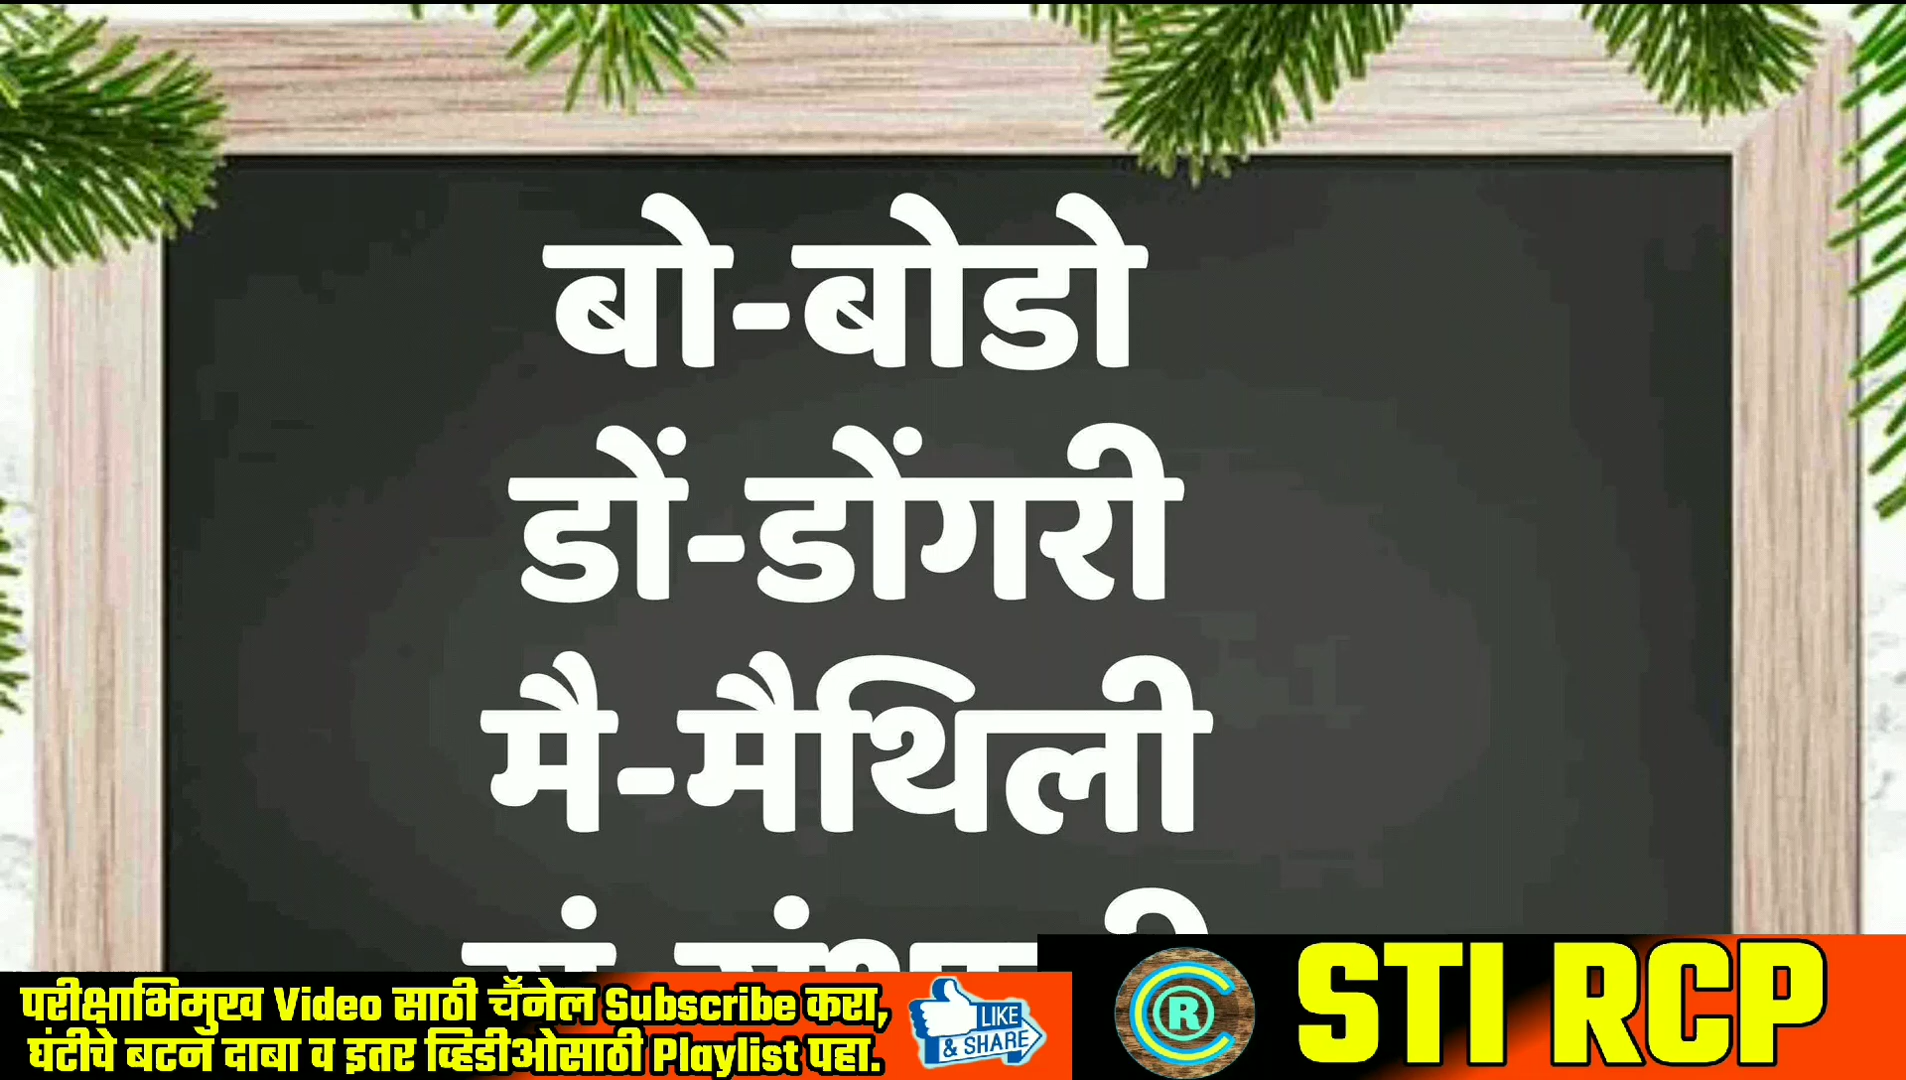 बो-बोडो
डों-डोंगरी
मै-मैथिली
परीक्षाभिमुख Video साठी चॅनेल Subscribe करा,
घंटीचे बटन दाबा व इतर व्हिडीओसाठी Playlist पहा.
LIKE
& SHARE
C R
STI RCP